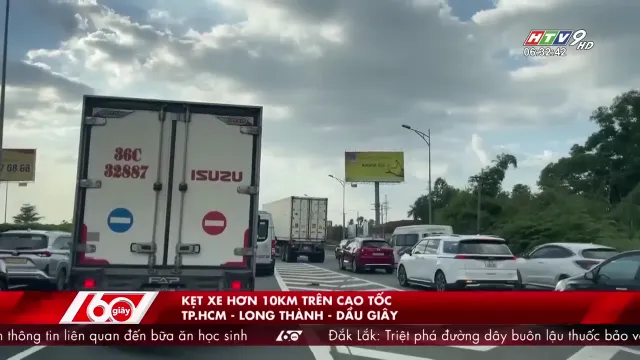 HTV9 HD
06:32:42
68 68
36C
32887
ISUZU
60 giây
KẸT XE HƠN 10KM TRÊN CAO TỐC
TP.HCM - LONG THÀNH - DẦU GIÂY
thông tin liên quan đến bữa ăn học sinh
Đắk Lắk: Triệt phá đường dây buôn lậu thuốc bảo